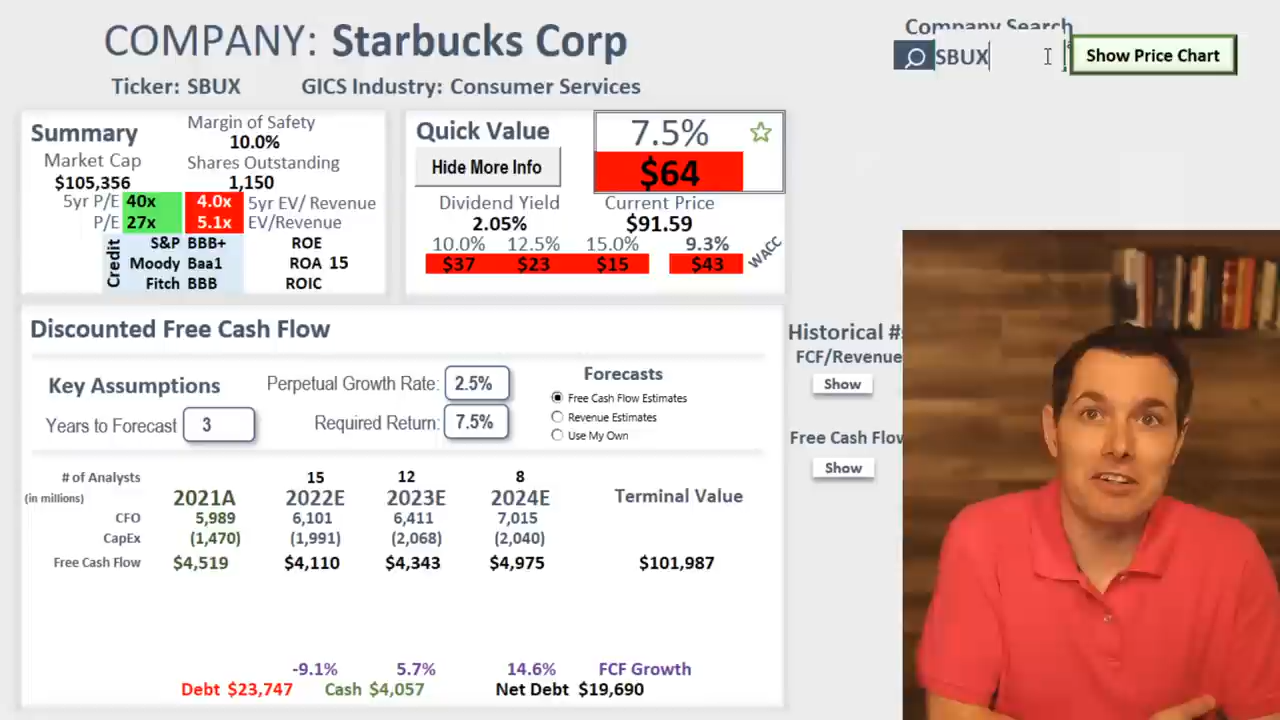 COMPANY: Starbucks Corp
Ticker: SBUX GICS Industry: Consumer Services
Company Search
SBUX
Show Price Chart
Summary
Margin of Safety
10.0%
Market Cap Shares Outstanding
$105,356 1,150
5yr P/E 40x 4.0x 5yr EV/ Revenue
P/E 27x 5.1x EV/Revenue
Credit
S&P BBB+ ROE
Moody Baa1 ROA 15
Fitch BBB ROIC
Quick Value 7.5%
Hide More Info $64
Dividend Yield Current Price
2.05% $91.59
10.0% 12.5% 15.0% 9.3%
$37 $23 $15 $43 WACC
Discounted Free Cash Flow
Key Assumptions
Perpetual Growth Rate: 2.5%
Years to Forecast 3
Required Return: 7.5%
Forecasts
Free Cash Flow Estimates
Revenue Estimates
Use My Own
Historical #
FCF/Revenue
Show
Free Cash Flow
Show
# of Analysts 15 12 8
(in millions) 2021A 2022E 2023E 2024E Terminal Value
CFO 5,989 6,101 6,411 7,015
CapEx (1,470) (1,991) (2,068) (2,040)
Free Cash Flow $4,519 $4,110 $4,343 $4,975 $101,987
-9.1% 5.7% 14.6% FCF Growth
Debt $23,747 Cash $4,057 Net Debt $19,690